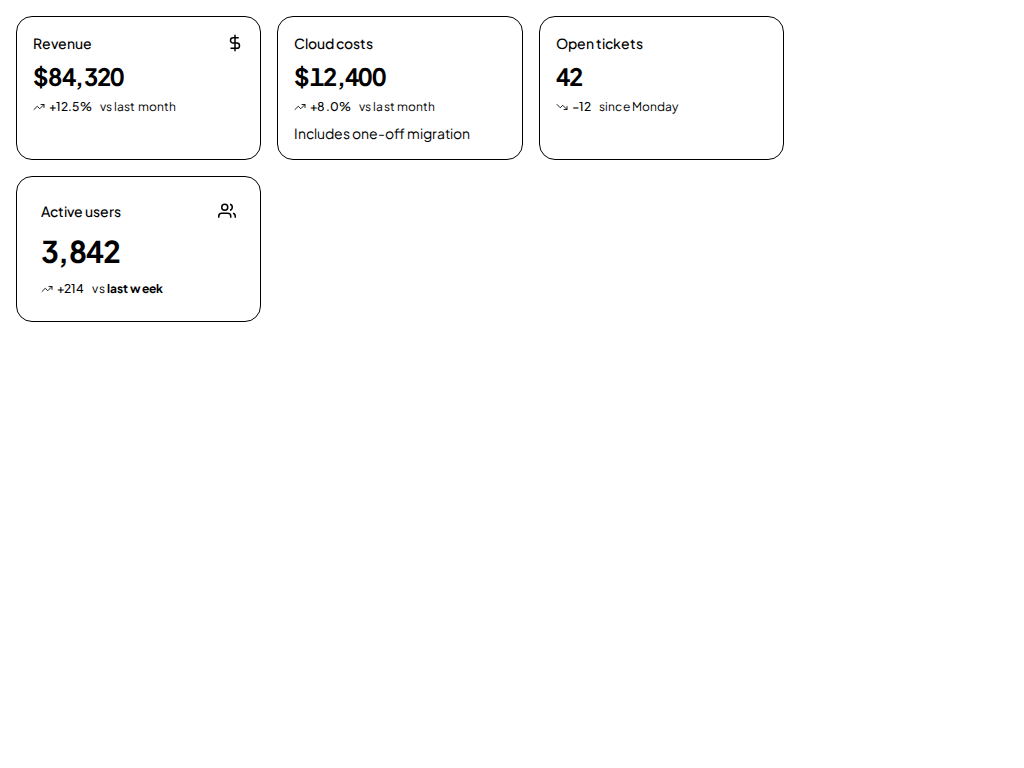 Revenue
$84,320
+12.5% vs last month
Cloud costs
$12,400
+8.0% vs last month
Includes one-off migration
Open tickets
42
−12 since Monday
Active users
3,842
+214 vs last week